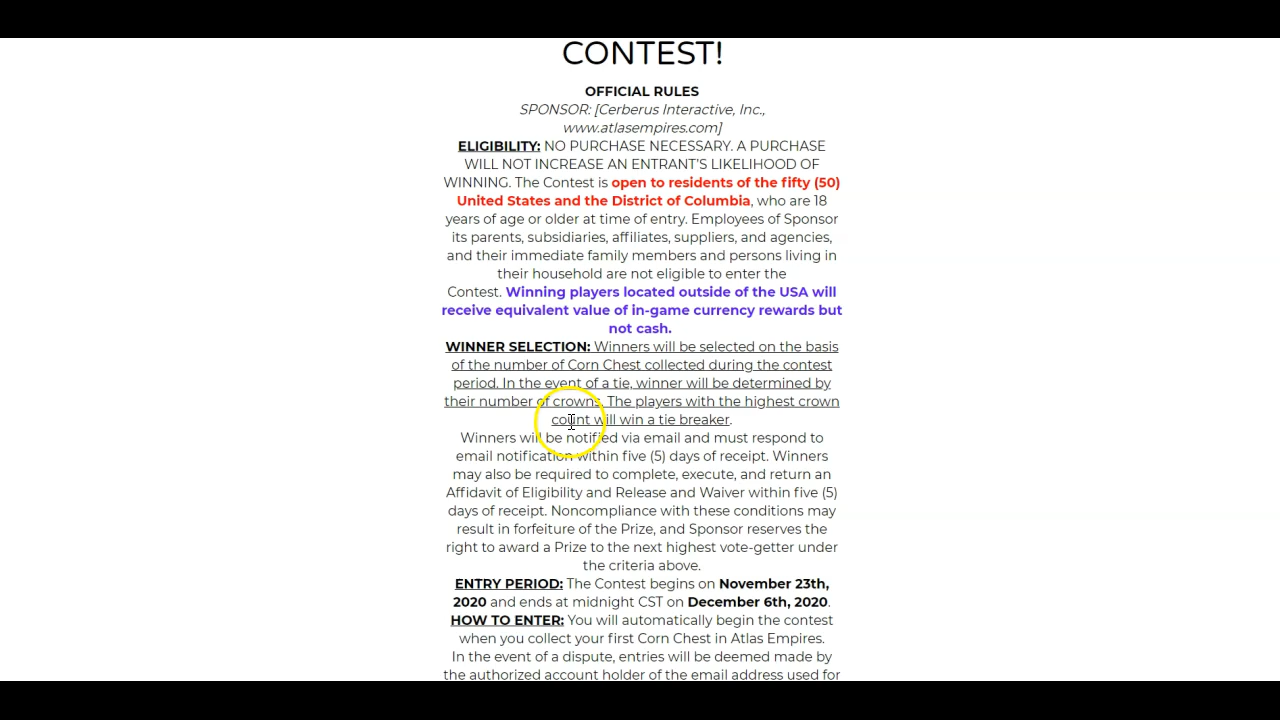 CONTEST!
OFFICIAL RULES
SPONSOR: [Cerberus Interactive, Inc.,
www.atlasempires.com]
ELIGIBILITY: NO PURCHASE NECESSARY. A PURCHASE
WILL NOT INCREASE AN ENTRANT'S LIKELIHOOD OF
WINNING. The Contest is open to residents of the fifty (50)
United States and the District of Columbia, who are 18
years of age or older at time of entry. Employees of Sponsor
its parents, subsidiaries, affiliates, suppliers, and agencies,
and their immediate family members and persons living in
their household are not eligible to enter the
Contest. Winning players located outside of the USA will
receive equivalent value of in-game currency rewards but
not cash.
WINNER SELECTION: Winners will be selected on the basis
of the number of Corn Chest collected during the contest
period. In the event of a tie, winner will be determined by
their number of crowns. The players with the highest crown
count will win a tie breaker.
Winners will be notified via email and must respond to
email notification within five (5) days of receipt. Winners
may also be required to complete, execute, and return an
Affidavit of Eligibility and Release and Waiver within five (5)
days of receipt. Noncompliance with these conditions may
result in forfeiture of the Prize, and Sponsor reserves the
right to award a Prize to the next highest vote-getter under
the criteria above.
ENTRY PERIOD: The Contest begins on November 23th,
2020 and ends at midnight CST on December 6th, 2020.
HOW TO ENTER: You will automatically begin the contest
when you collect your first Corn Chest in Atlas Empires.
In the event of a dispute, entries will be deemed made by
the authorized account holder of the email address used for